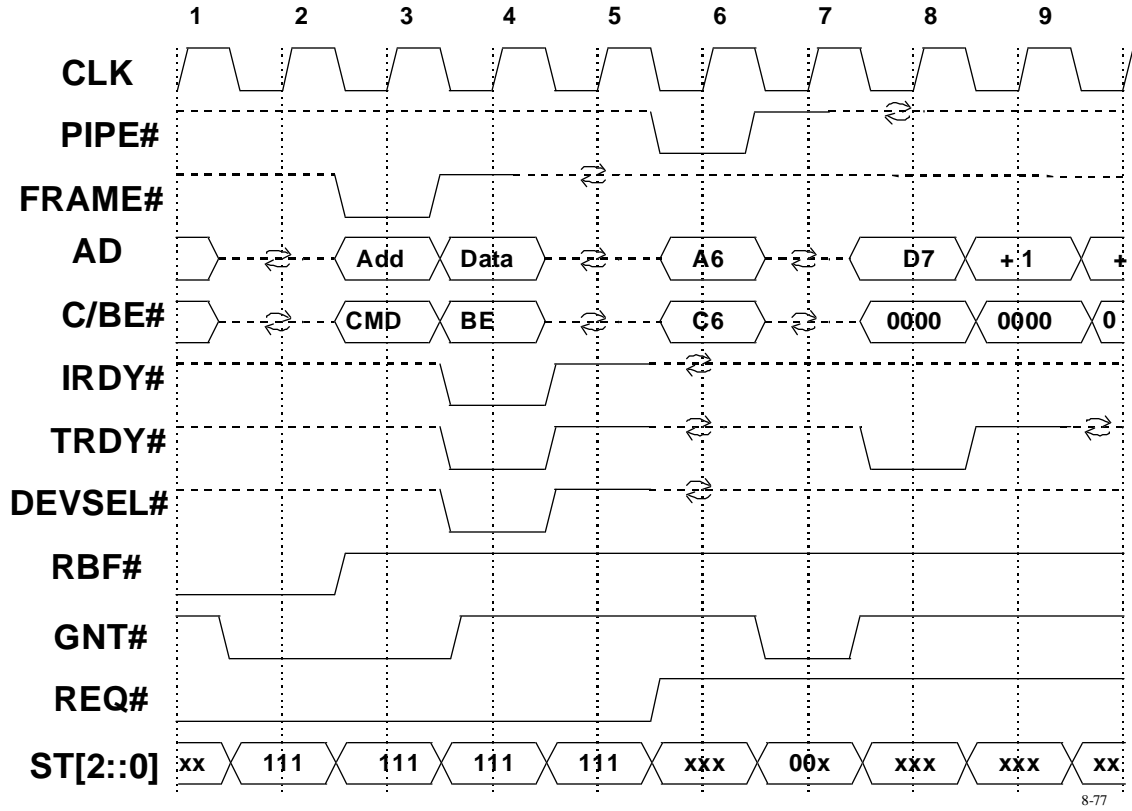 1 2 3 4 5 6 7 8 9
CLK
PIPE#
FRAME#
AD Add Data A6 D7 +1 +
C/BE# CMD BE C6 0000 0000 0
IRDY#
TRDY#
DEVSEL#
RBF#
GNT#
REQ#
ST[2::0] xx 111 111 111 111 xxx 00x xxx xxx xx
8-77